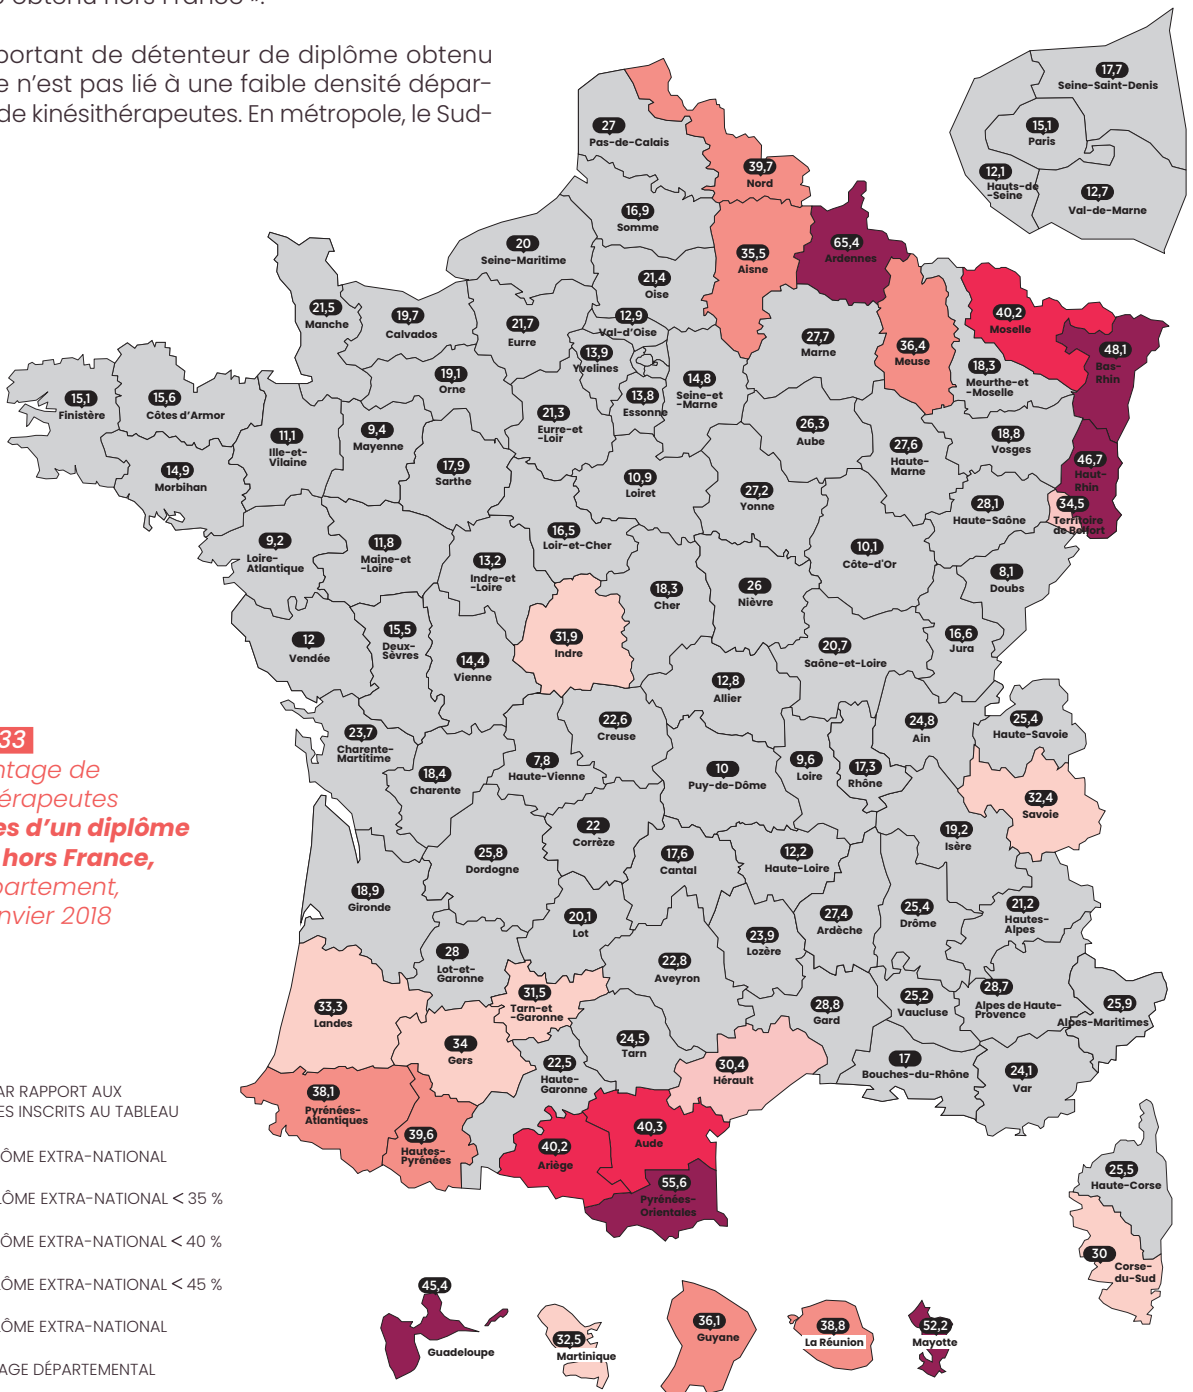 s obtenu hors France ».
portant de détenteur de diplôme obtenu
e n'est pas lié à une faible densité dépar-
de kinésithérapeutes. En métropole, le Sud-
17,7
Seine-Saint-Denis
15,1
Paris
12,1
Hauts-de
-Seine
12,7
Val-de-Marne
27
Pas-de-Calais
39,7
Nord
16,9
Somme
20
Seine-Maritime
35,5
Aisne
65,4
Ardennes
21,4
Oise
21,5
Manche
19,7
Calvados
21,7
Eurre
12,9
Val-d'Oise
27,7
Marne
36,4
Meuse
40,2
Moselle
48,1
Bas-
Rhin
13,9
Yvelines
18,3
Meurthe-et
-Moselle
15,1
Finistère
15,6
Côtes d'Armor
19,1
Orne
13,8
Essonne
14,8
Seine-et
-Marne
11,1
Ille-et-
Vilaine
9,4
Mayenne
21,3
Eurre-et
-Loir
26,3
Aube
27,6
Haute-
Marne
18,8
Vosges
46,7
Haut-
Rhin
14,9
Morbihan
17,9
Sarthe
10,9
Loiret
27,2
Yonne
28,1
Haute-Saône
34,5
Territoire
de Belfort
9,2
Loire-
Atlantique
11,8
Maine-et
-Loire
13,2
Indre-et
-Loire
16,5
Loir-et-Cher
10,1
Côte-d'Or
8,1
Doubs
18,3
Cher
26
Nièvre
12
Vendée
15,5
Deux-
Sèvres
14,4
Vienne
31,9
Indre
20,7
Saône-et-Loire
16,6
Jura
12,8
Allier
23,7
Charente-
Martitime
22,6
Creuse
24,8
Ain
25,4
Haute-Savoie
18,4
Charente
7,8
Haute-Vienne
10
Puy-de-Dôme
9,6
Loire
17,3
Rhône
33
ntage de
érapeutes
es d'un diplôme
hors France,
partement,
nvier 2018
32,4
Savoie
22
Corrèze
19,2
Isère
25,8
Dordogne
17,6
Cantal
12,2
Haute-Loire
18,9
Gironde
20,1
Lot
27,4
Ardèche
25,4
Drôme
21,2
Hautes-
Alpes
28
Lot-et-
Garonne
22,8
Aveyron
23,9
Lozère
33,3
Landes
31,5
Tarn-et
-Garonne
28,8
Gard
25,2
Vaucluse
28,7
Alpes de Haute-
Provence
25,9
Alpes-Maritimes
34
Gers
24,5
Tarn
22,5
Haute-
Garonne
30,4
Hérault
17
Bouches-du-Rhône
24,1
Var
38,1
Pyrénées-
Atlantiques
39,6
Hautes-
Pyrénées
40,2
Ariège
40,3
Aude
55,6
Pyrénées-
Orientales
25,5
Haute-Corse
30
Corse-
du-Sud
AR RAPPORT AUX
ES INSCRITS AU TABLEAU
ÔME EXTRA-NATIONAL
LÔME EXTRA-NATIONAL < 35 %
ÔME EXTRA-NATIONAL < 40 %
ÔME EXTRA-NATIONAL < 45 %
ÔME EXTRA-NATIONAL
AGE DÉPARTEMENTAL
45,4
Guadeloupe
32,5
Martinique
36,1
Guyane
38,8
La Réunion
52,2
Mayotte